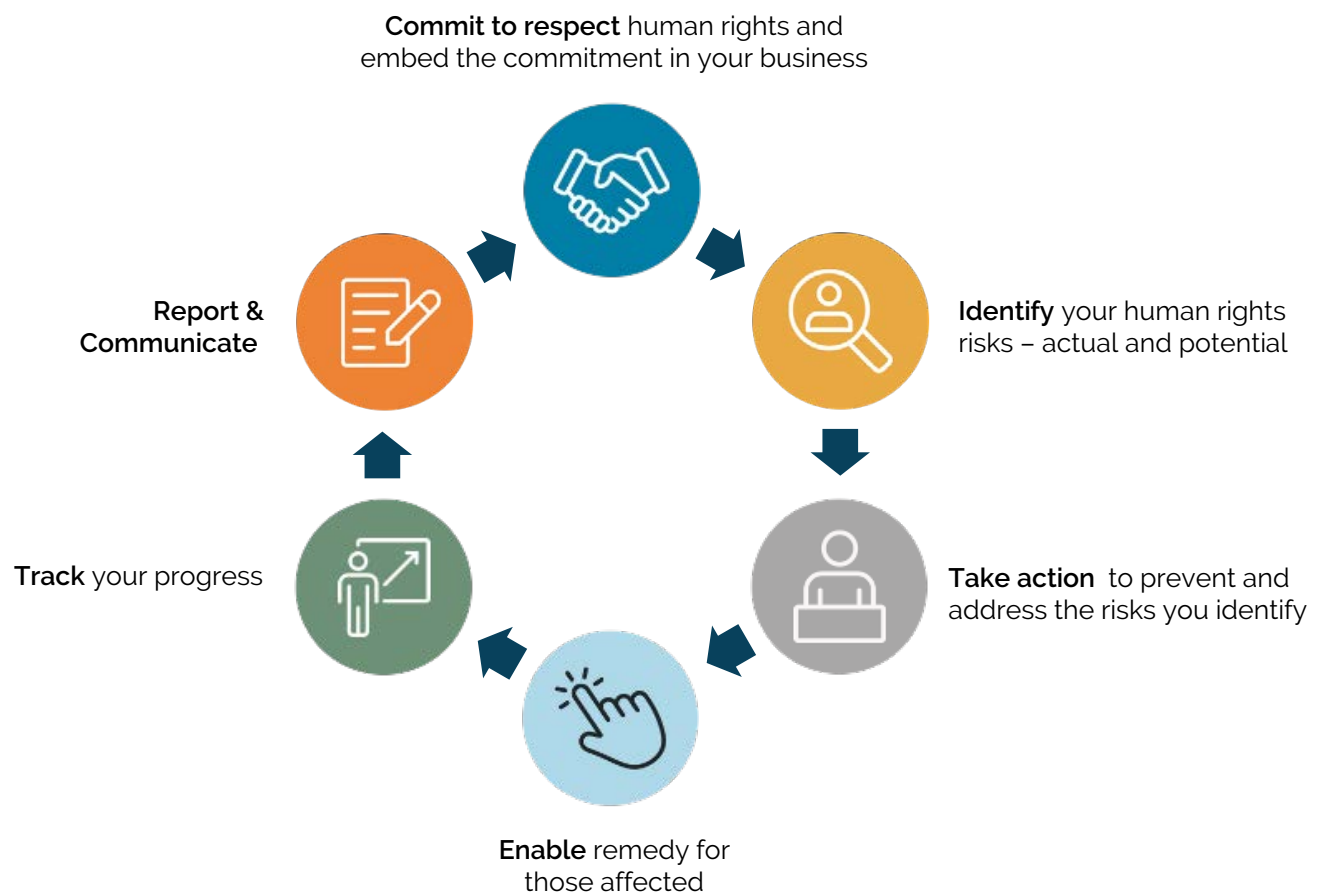 Commit to respect human rights and
embed the commitment in your business
Identify your human rights
risks – actual and potential
Take action to prevent and
address the risks you identify
Enable remedy for
those affected
Track your progress
Report &
Communicate